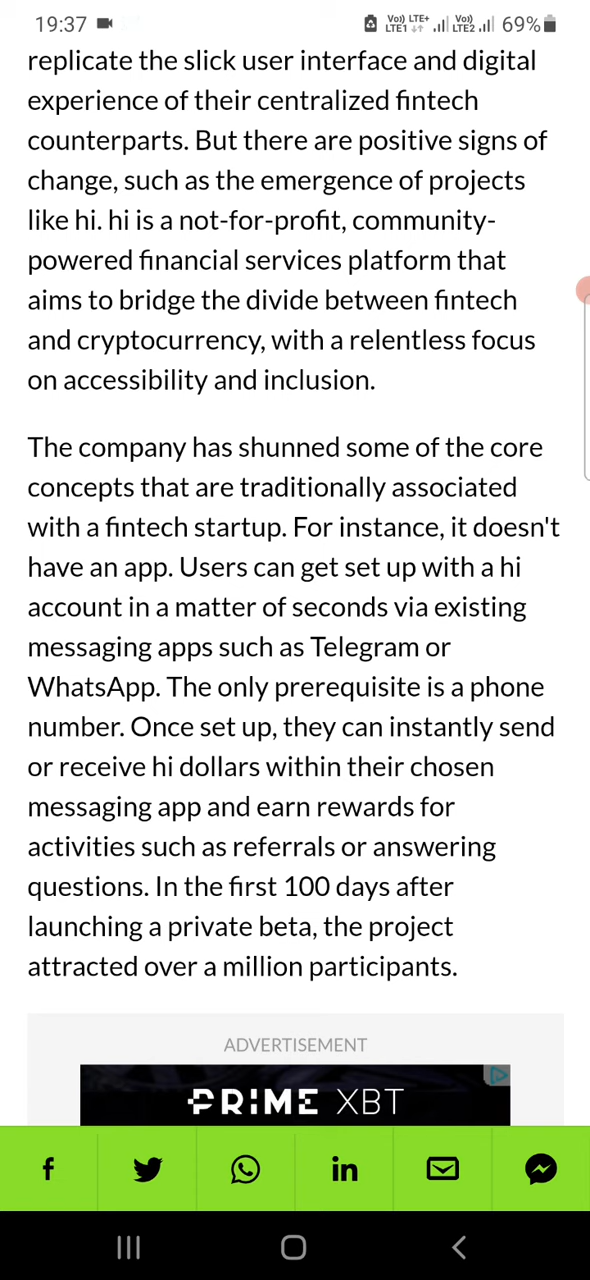 19:37
Vo)) LTE+
LTE1
Vo))
LTE2
69%
replicate the slick user interface and digital
experience of their centralized fintech
counterparts. But there are positive signs of
change, such as the emergence of projects
like hi. hi is a not-for-profit, community-
powered financial services platform that
aims to bridge the divide between fintech
and cryptocurrency, with a relentless focus
on accessibility and inclusion.
The company has shunned some of the core
concepts that are traditionally associated
with a fintech startup. For instance, it doesn't
have an app. Users can get set up with a hi
account in a matter of seconds via existing
messaging apps such as Telegram or
WhatsApp. The only prerequisite is a phone
number. Once set up, they can instantly send
or receive hi dollars within their chosen
messaging app and earn rewards for
activities such as referrals or answering
questions. In the first 100 days after
launching a private beta, the project
attracted over a million participants.
ADVERTISEMENT
PRIME XBT
f
in